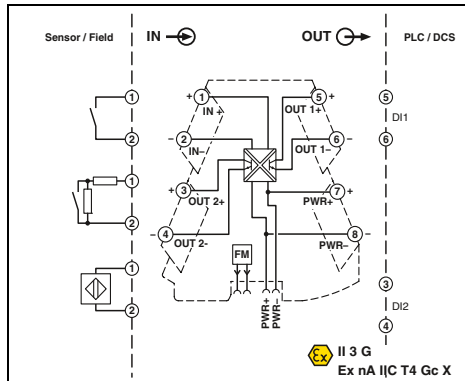 Sensor / Field
IN
OUT
PLC / DCS
1
+ 1
5 +
5
IN +
OUT 1+
DI1
2
– 2
6 –
6
IN–
OUT 1–
1
+ 3
7 +
OUT 2+
PWR+
2
– 4
8 –
OUT 2-
PWR–
FM
1
3
2
PWR+
PWR–
DI2
4
Ex II 3 G
Ex nA IIC T4 Gc X